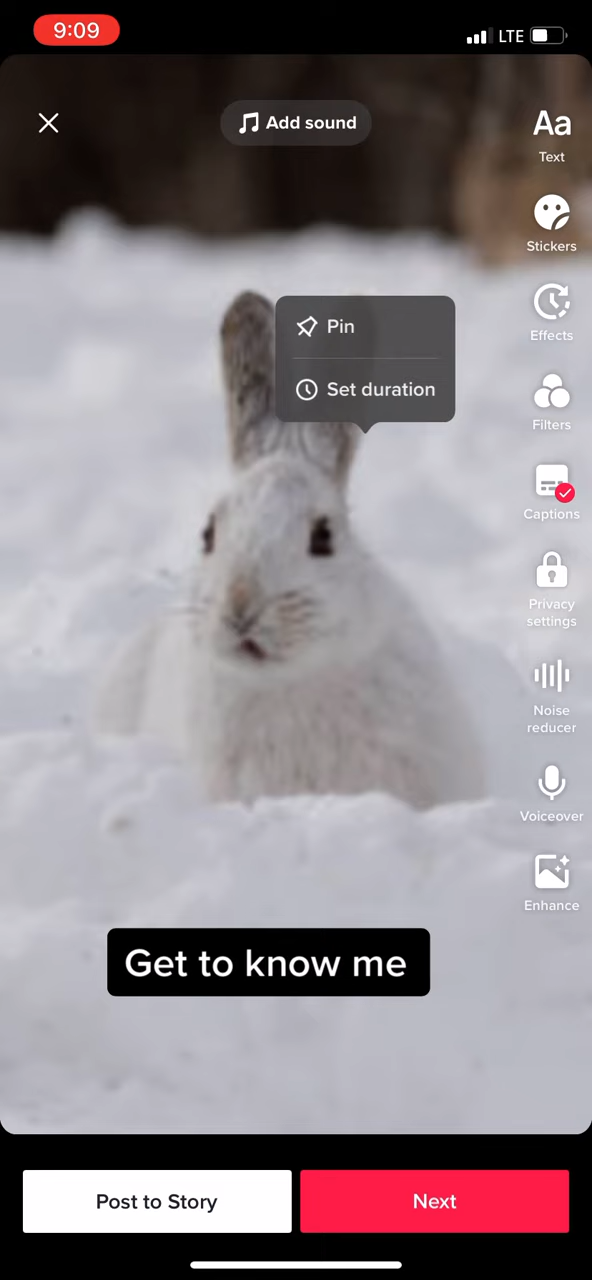 9:09
LTE
Add sound
Aa
Text
Stickers
Pin
Effects
Set duration
Filters
Captions
Privacy
settings
Noise
reducer
Voiceover
Enhance
Get to know me
Post to Story
Next